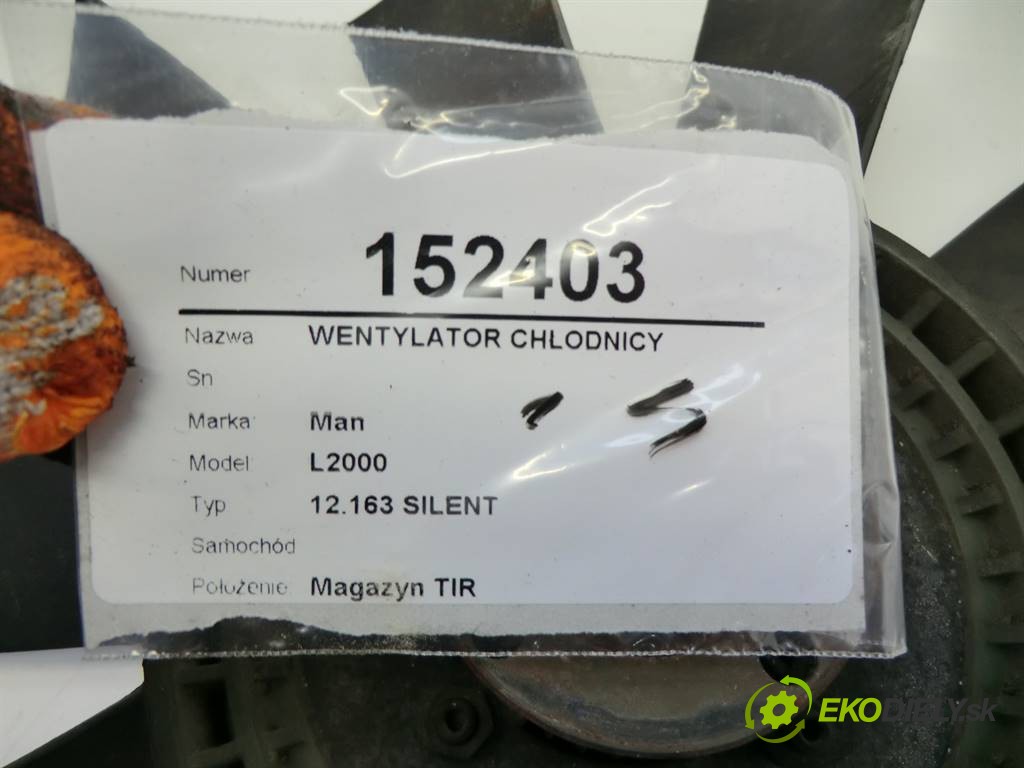 Numer 152403
Nazwa WENTYLATOR CHLODNICY
Sn
Marka Man
Model L2000
Typ 12.163 SILENT
Samochód
Położenie Magazyn TIR
EKODIELY.sk